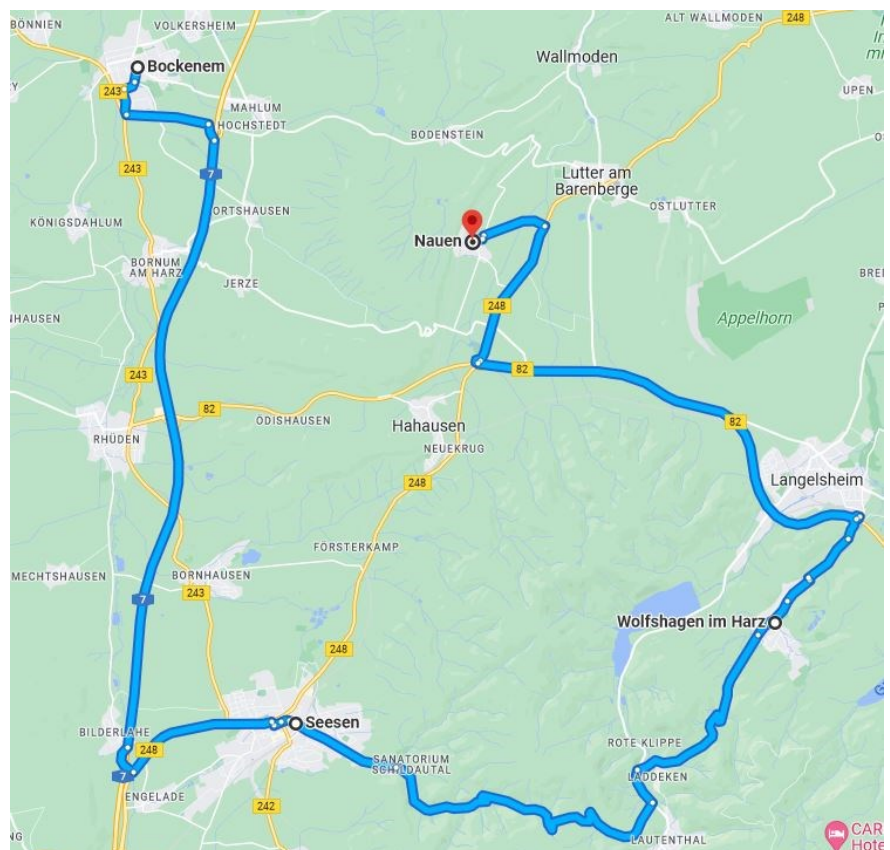 BÖNNIEN
VOLKERSHEIM
ALT WALLMODEN
248
Wallmoden
Bockenem
243
MAHLUM
HOCHSTEDT
UPEN
BODENSTEIN
7
243
Lutter am
Barenberge
OSTLUTTER
ORTSHAUSEN
KÖNIGSDAHLUM
Nauen
BORNUM
AM HARZ
JERZE
248
Appelhorn
NHAUSEN
82
243
82
ÖDISHAUSEN
Hahausen
82
RHÜDEN
NEUEKRUG
Langelsheim
248
FÖRSTERKAMP
MECHTSHAUSEN
BORNHAUSEN
7
243
Wolfshagen im Harz
248
Seesen
BILDERLAHE
248
ROTE KLIPPE
SANATORIUM
SCHILDAUTAL
7
LADDEKEN
ENGELADE
242
LAUTENTHAL
CAR
Hote